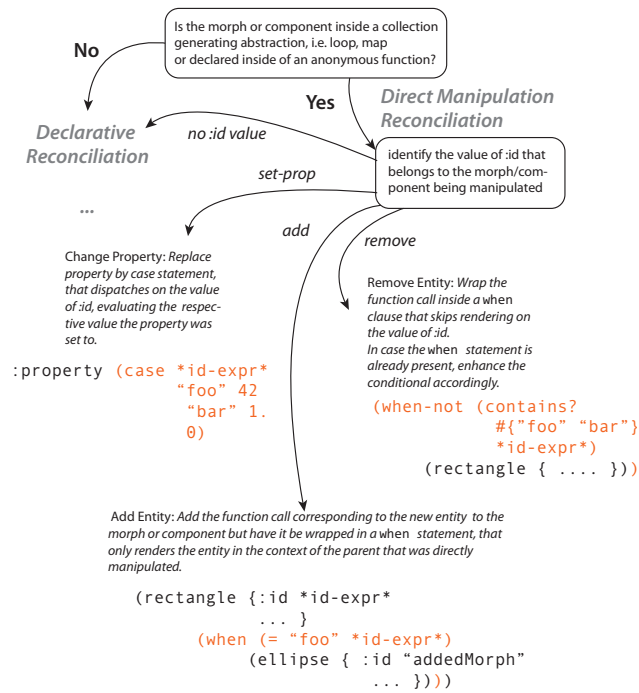 Is the morph or component inside a collection
generating abstraction, i.e. loop, map
or declared inside of an anonymous function?
No
Yes
Direct Manipulation
Reconciliation
Declarative
Reconciliation
no :id value
identify the value of :id that
belongs to the morph/com-
ponent being manipulated
set-prop
...
add
remove
Change Property: Replace
property by case statement,
that dispatches on the value
of :id, evaluating the respec-
tive value the property was
set to.
:property (case *id-expr*
“foo” 42
“bar” 1.
0)
Remove Entity: Wrap the
function call inside a when
clause that skips rendering on
the value of :id.
In case the when statement is
already present, enhance the
conditional accordingly.
(when-not (contains?
#{”foo” “bar”}
*id-expr*)
(rectangle { .... }))
Add Entity: Add the function call corresponding to the new entity to the
morph or component but have it be wrapped in a when statement, that
only renders the entity in the context of the parent that was directly
manipulated.
(rectangle {:id *id-expr*
... }
(when (= “foo” *id-expr*)
(ellipse { :id “addedMorph”
... })))